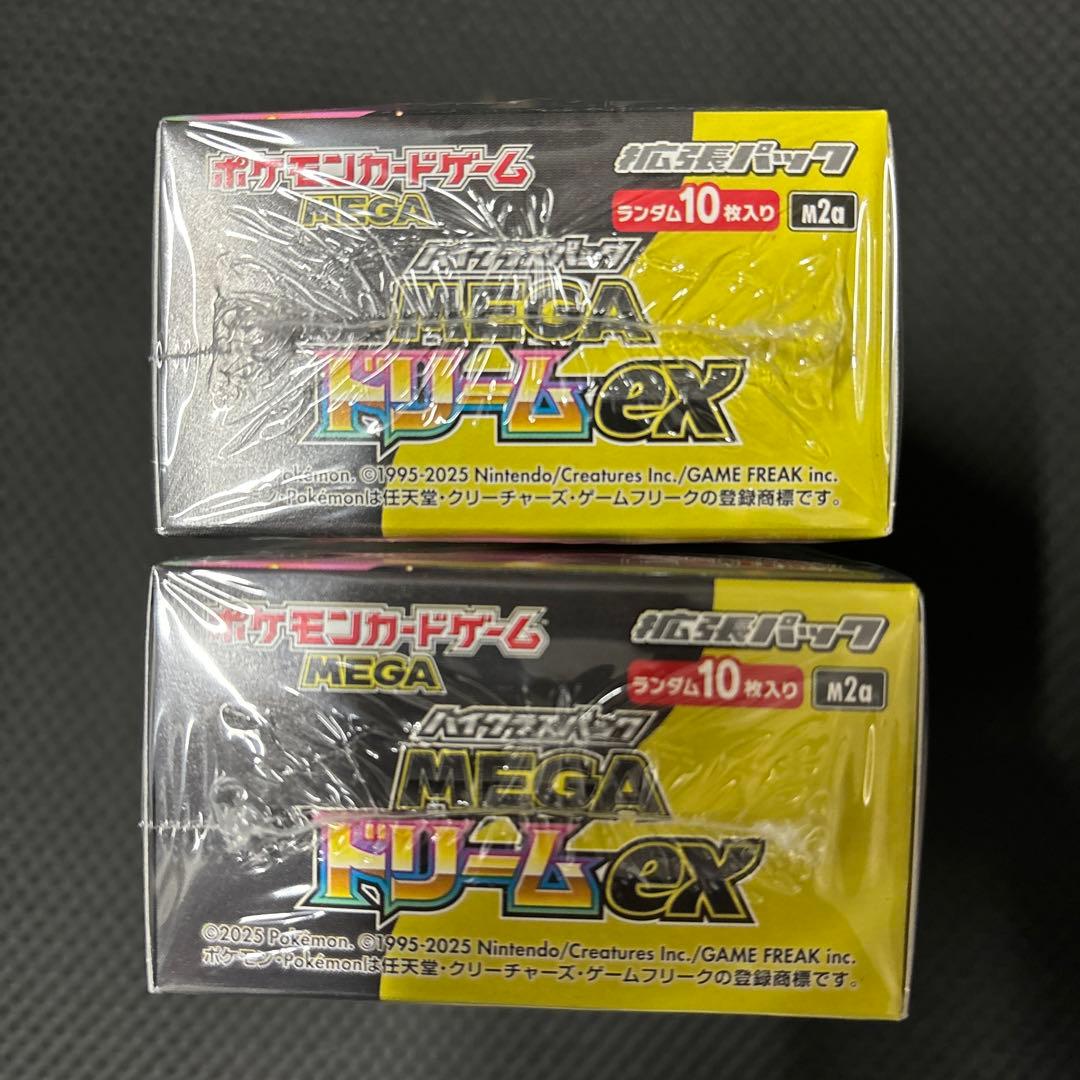 ポケモンカードゲーム
MEGA
拡張パック
ランダム10枚入り M2a
ハイクラスパック
MEGA
ドリームex
okémon. ©1995-2025 Nintendo/Creatures Inc./GAME FREAK inc.
ン・Pokémonは任天堂・クリーチャーズ・ゲームフリークの登録商標です。
ポケモンカードゲーム
MEGA
拡張パック
ランダム10枚入り M2a
ハイクラスパック
MEGA
ドリームex
©2025 Pokémon. ©1995-2025 Nintendo/Creatures Inc./GAME FREAK inc.
ポケモン・Pokémonは任天堂・クリーチャーズ・ゲームフリークの登録商標です。